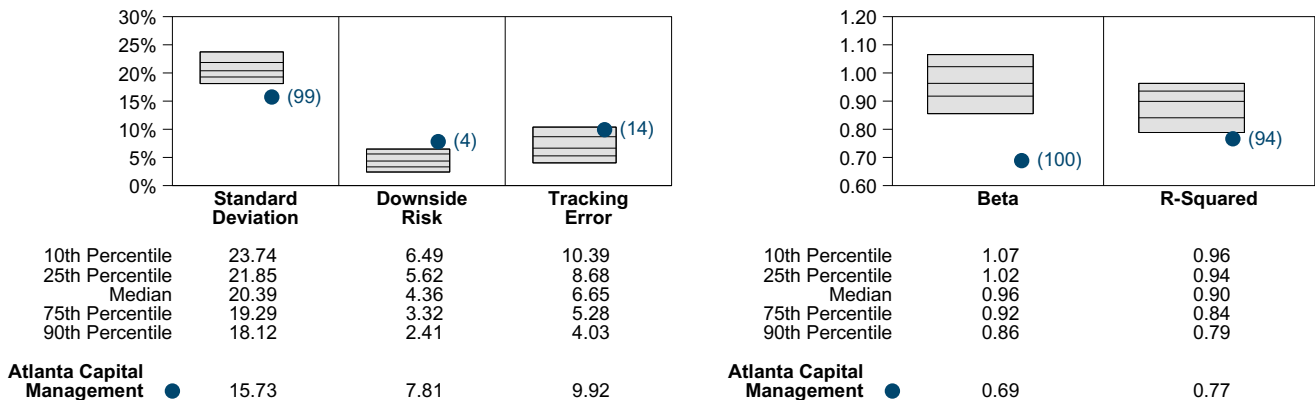 30%
25%
20%
15%
10%
5%
0%
(99)
(4)
(14)
Standard Deviation
Downside Risk
Tracking Error
10th Percentile 23.74 6.49 10.39
25th Percentile 21.85 5.62 8.68
Median 20.39 4.36 6.65
75th Percentile 19.29 3.32 5.28
90th Percentile 18.12 2.41 4.03
Atlanta Capital
Management 15.73 7.81 9.92
1.20
1.10
1.00
0.90
0.80
0.70
0.60
(100)
(94)
Beta R-Squared
10th Percentile 1.07 0.96
25th Percentile 1.02 0.94
Median 0.96 0.90
75th Percentile 0.92 0.84
90th Percentile 0.86 0.79
Atlanta Capital
Management 0.69 0.77